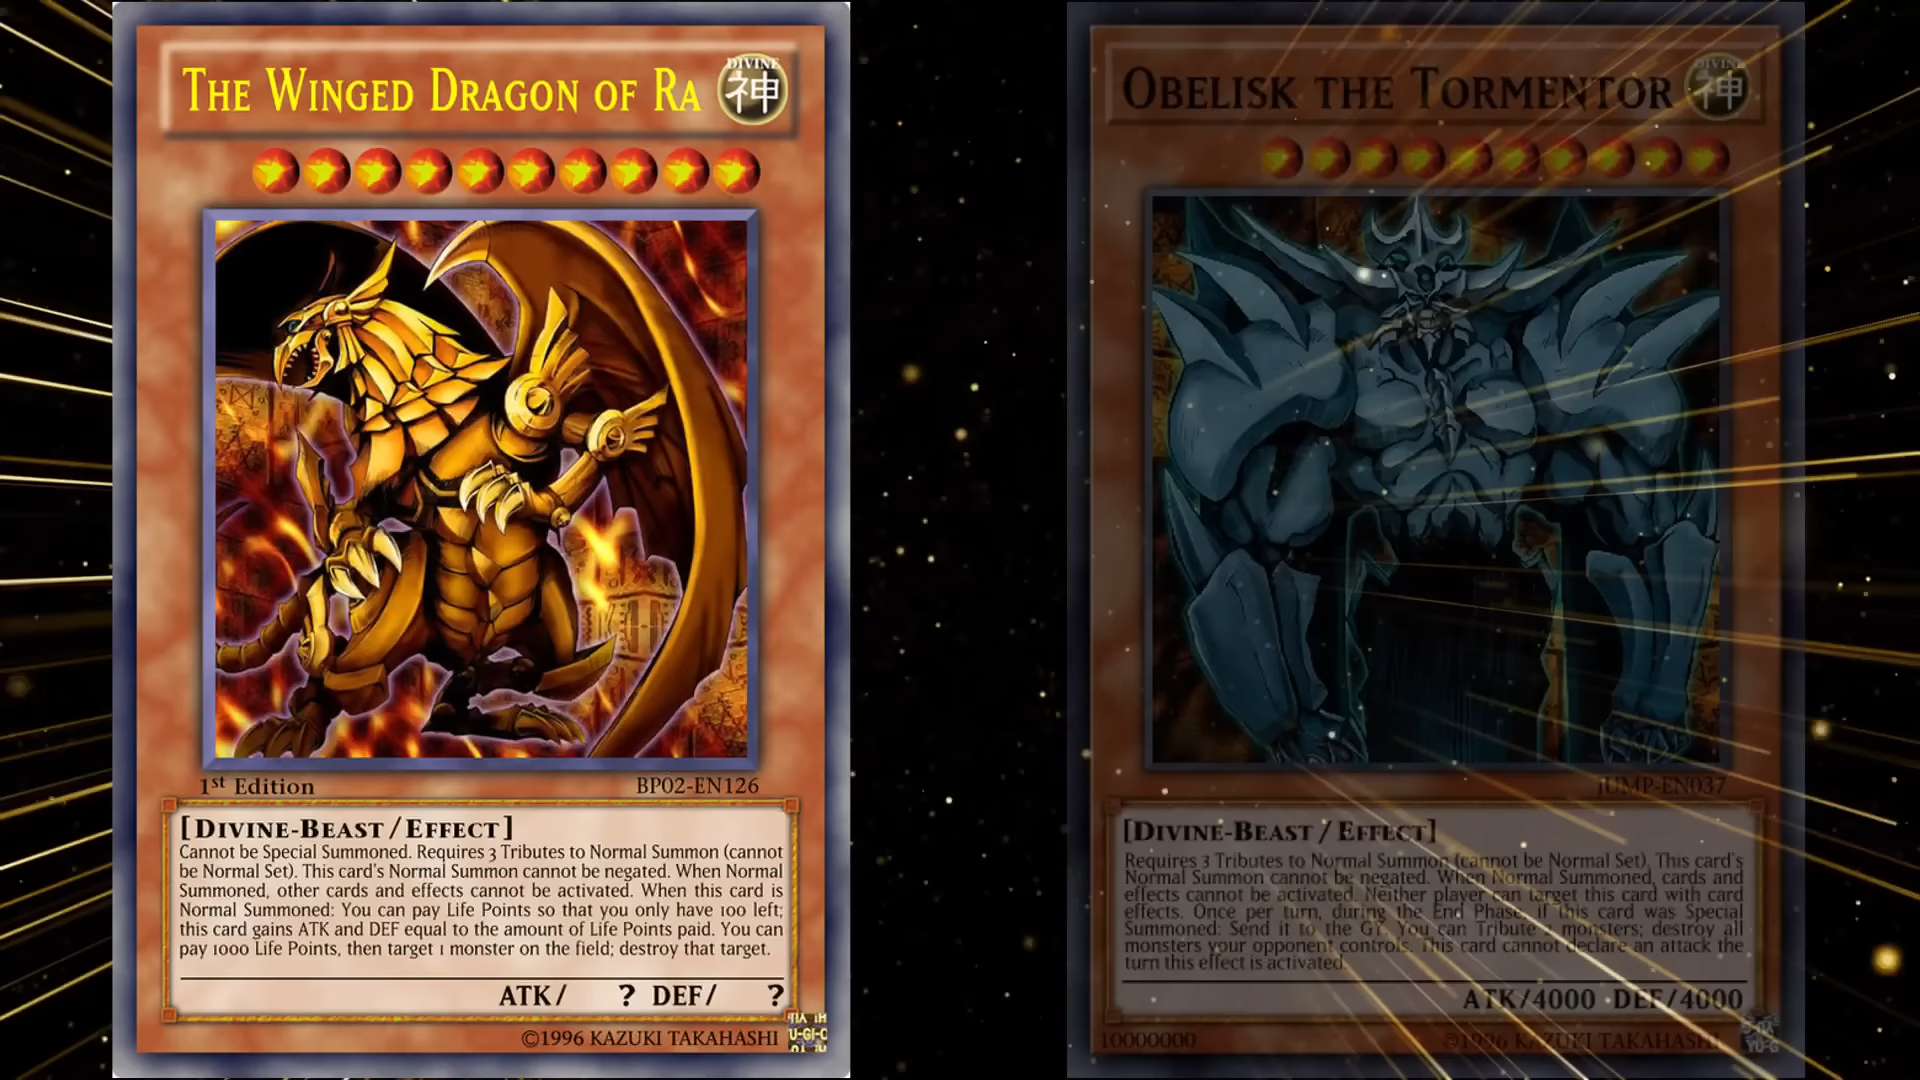 THE WINGED DRAGON OF RA
DIVINE
神
1st Edition
BP02-EN126
[DIVINE-BEAST/EFFECT]
Cannot be Special Summoned. Requires 3 Tributes to Normal Summon (cannot
be Normal Set). This card's Normal Summon cannot be negated. When Normal
Summoned, other cards and effects cannot be activated. When this card is
Normal Summoned: You can pay Life Points so that you only have 100 left;
this card gains ATK and DEF equal to the amount of Life Points paid. You can
pay 1000 Life Points, then target 1 monster on the field; destroy that target.
ATK/ ? DEF/ ?
©1996 KAZUKI TAKAHASHI
OBELISK THE TORMENTOR
DIVINE
神
JUMP-EN037
[DIVINE-BEAST / EFFECT]
Requires 3 Tributes to Normal Summon (cannot be Normal Set). This card's
Normal Summon cannot be negated. When Normal Summoned, cards and
effects cannot be activated. Neither player can target this card with card
effects. Once per turn, during the End Phase, if this card was Special
Summoned: Send it to the GY. You can Tribute 2 monsters; destroy all
monsters your opponent controls. This card cannot declare an attack the
turn this effect is activated.
ATK/4000 DEF/4000
10000000
©1996 KAZUKI TAKAHASHI